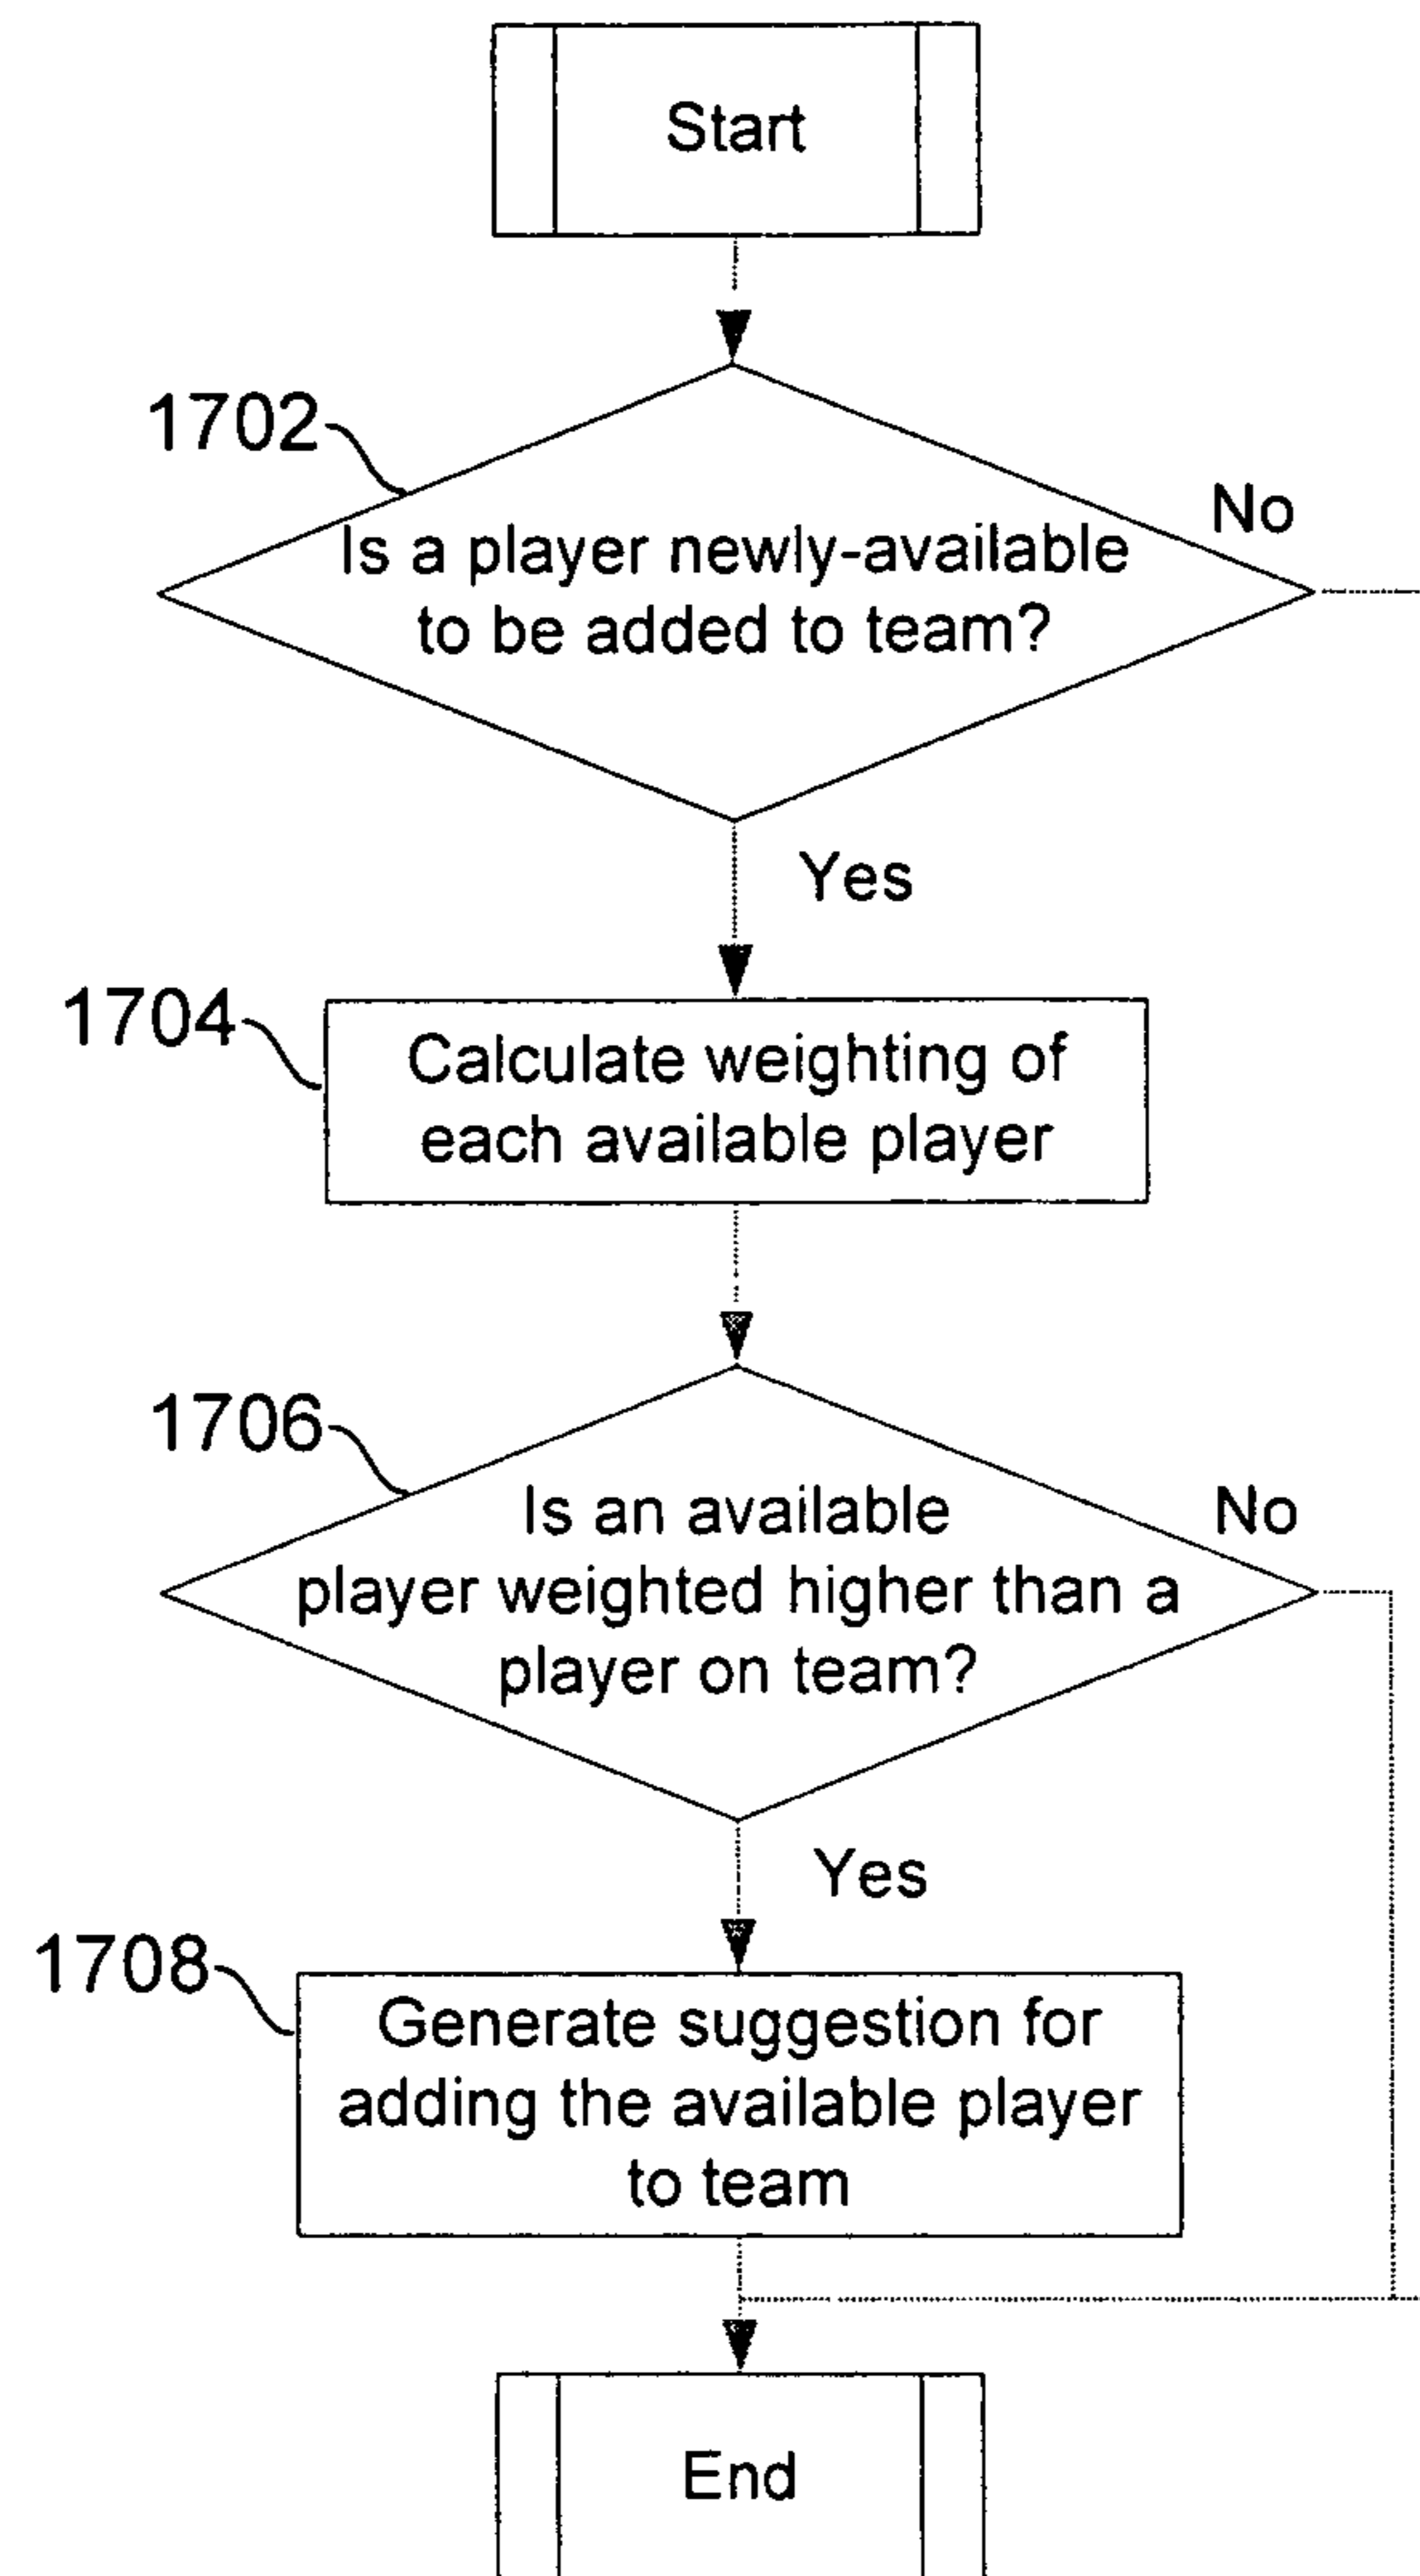 Start
1702
No
Is a player newly-available
to be added to team?
Yes
1704
Calculate weighting of
each available player
1706
No
Is an available
player weighted higher than a
player on team?
Yes
1708
Generate suggestion for
adding the available player
to team
End